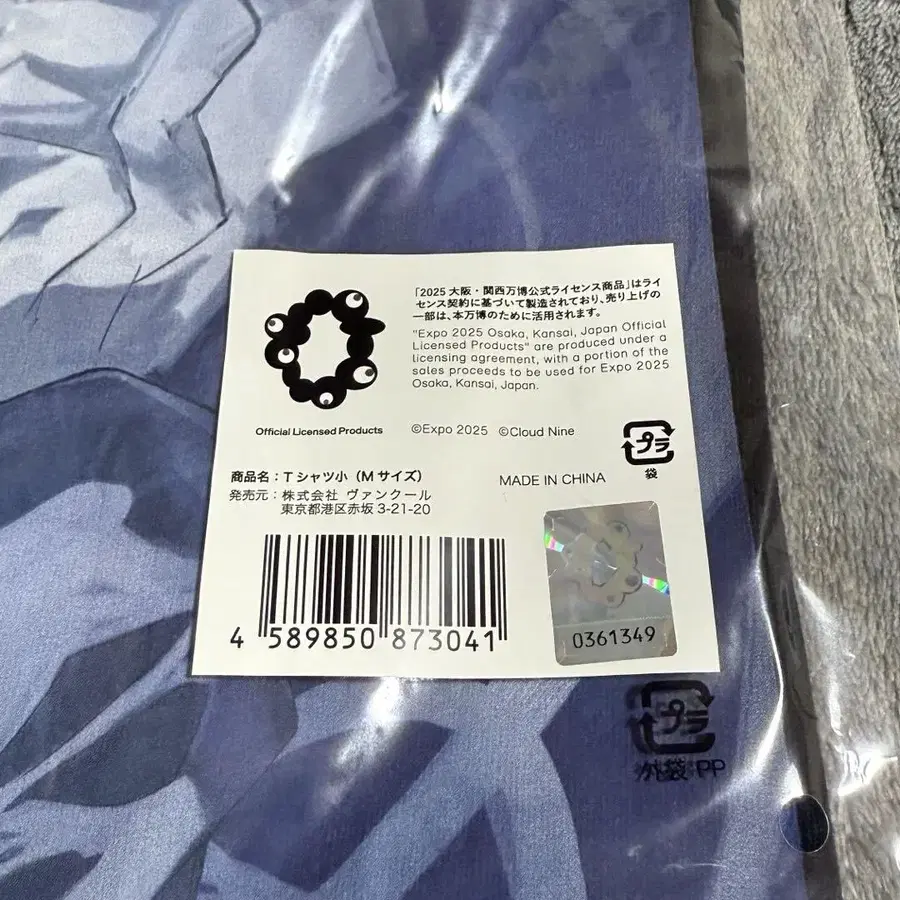 「2025 大阪・関西万博公式ライセンス商品」はライ
センス契約に基づいて製造されており、売り上げの
一部は、本万博のために活用されます。
"Expo 2025 Osaka, Kansai, Japan Official
Licensed Products" are produced under a
licensing agreement, with a portion of the
sales proceeds to be used for Expo 2025
Osaka, Kansai, Japan.
Official Licensed Products
©Expo 2025 ©Cloud Nine
プラ
袋
商品名：Tシャツ小（Mサイズ）
MADE IN CHINA
発売元：株式会社 ヴァンクール
東京都港区赤坂 3-21-20
4 589850 873041
0361349
プラ
外袋:PP